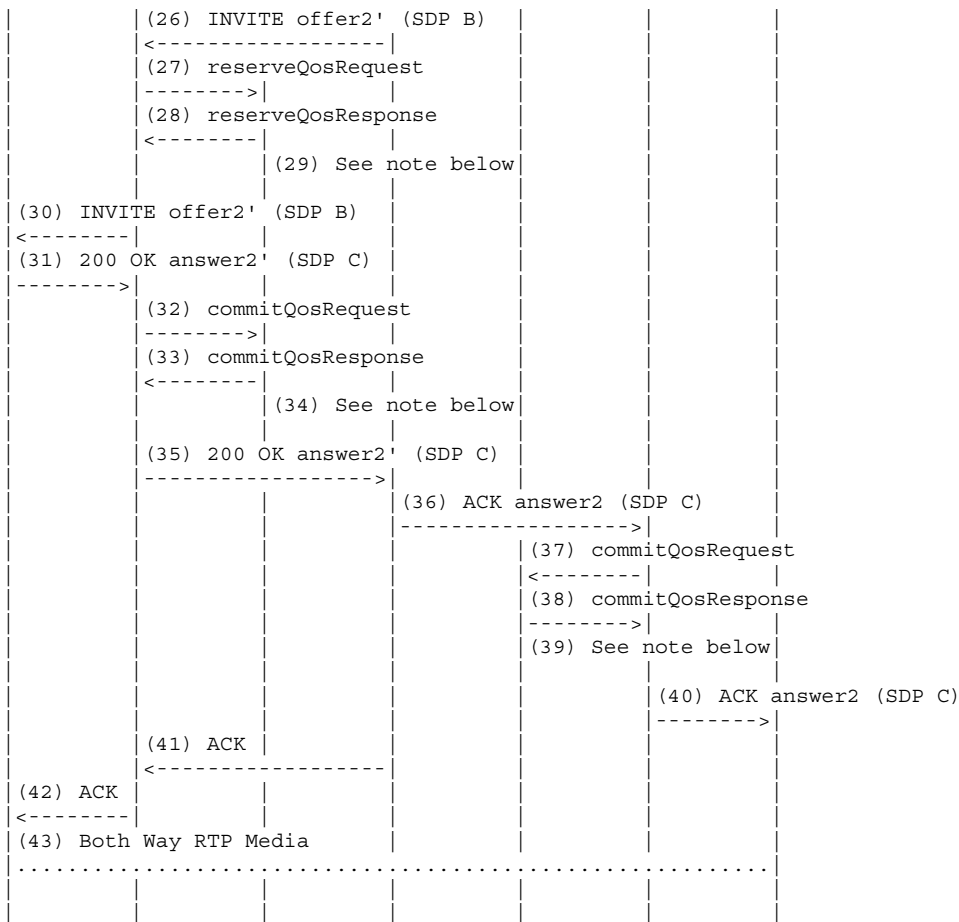 (26) INVITE offer2' (SDP B)
<------------------
(27) reserveQosRequest
-------->
(28) reserveQosResponse
<--------
(29) See note below
(30) INVITE offer2' (SDP B)
<--------
(31) 200 OK answer2' (SDP C)
-------->
(32) commitQosRequest
-------->
(33) commitQosResponse
<--------
(34) See note below
(35) 200 OK answer2' (SDP C)
------------------>
(36) ACK answer2 (SDP C)
------------------>
(37) commitQosRequest
<--------
(38) commitQosResponse
-------->
(39) See note below
(40) ACK answer2 (SDP C)
-------->
(41) ACK
<------------------
(42) ACK
<--------
(43) Both Way RTP Media
...........................................................